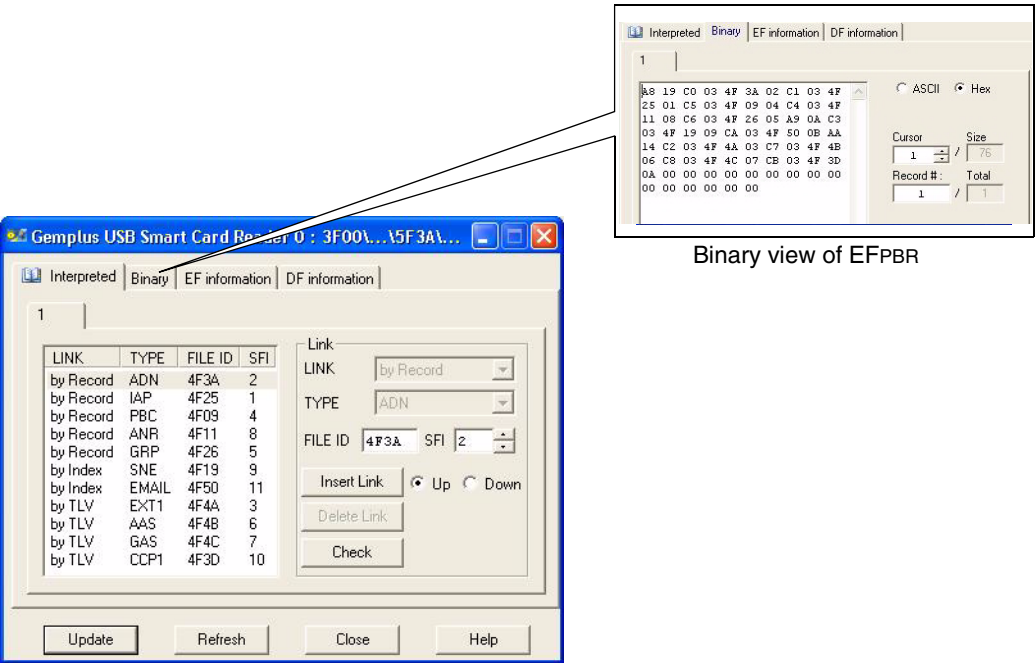 Interpreted Binary EF information DF information
1
A8 19 C0 03 4F 3A 02 C1 03 4F
25 01 C5 03 4F 09 04 C4 03 4F
11 08 C6 03 4F 26 05 A9 0A C3
03 4F 19 09 CA 03 4F 50 0B AA
14 C2 03 4F 4A 03 C7 03 4F 4B
06 C8 03 4F 4C 07 CB 03 4F 3D
0A 00 00 00 00 00 00 00 00 00
00 00 00 00 00 00
ASCII Hex
Cursor Size
1 / 76
Record # : Total
1 / 1
Binary view of EFPBR
Gemplus USB Smart Card Reader 0 : 3F00\...\5F3A\...
Interpreted Binary EF information DF information
1
LINK TYPE FILE ID SFI
by Record ADN 4F3A 2
by Record IAP 4F25 1
by Record PBC 4F09 4
by Record ANR 4F11 8
by Record GRP 4F26 5
by Index SNE 4F19 9
by Index EMAIL 4F50 11
by TLV EXT1 4F4A 3
by TLV AAS 4F4B 6
by TLV GAS 4F4C 7
by TLV CCP1 4F3D 10
Link
LINK by Record
TYPE ADN
FILE ID 4F3A SFI 2
Insert Link Up Down
Delete Link
Check
Update Refresh Close Help